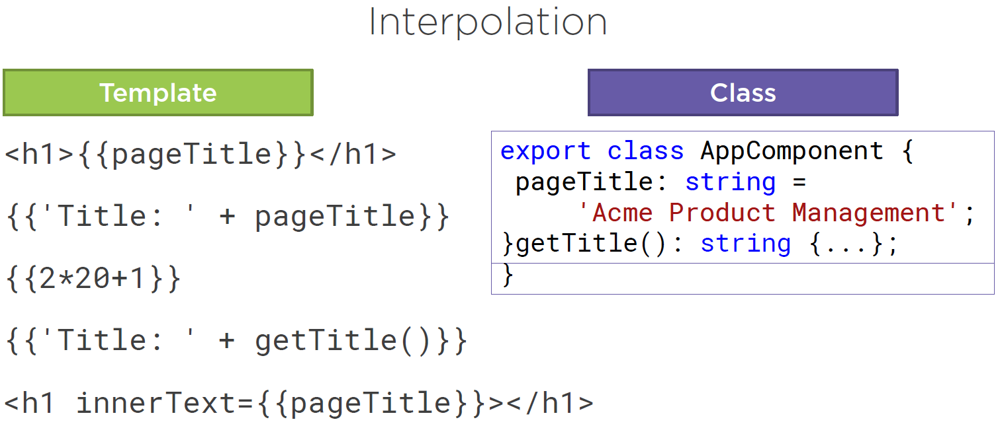 Interpolation
Template
<h1>{{pageTitle}}</h1>
{{'Title: ' + pageTitle}}
{{2*20+1}}
{{'Title: ' + getTitle()}}
<h1 innerText={{pageTitle}}></h1>
Class
export class AppComponent {
 pageTitle: string =
     'Acme Product Management';
}getTitle(): string {...};
}